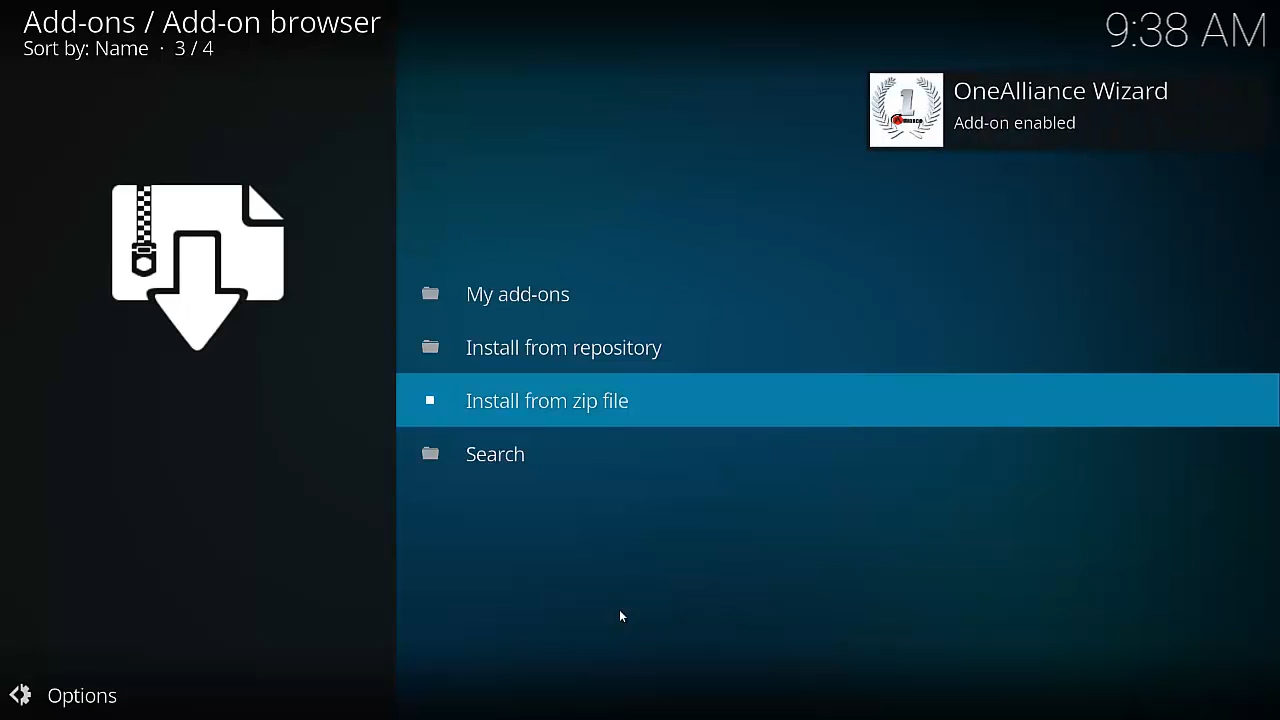 Add-ons / Add-on browser
Sort by: Name · 3 / 4
9:38 AM
OneAlliance Wizard
Add-on enabled
1
My add-ons
Install from repository
Install from zip file
Search
Options